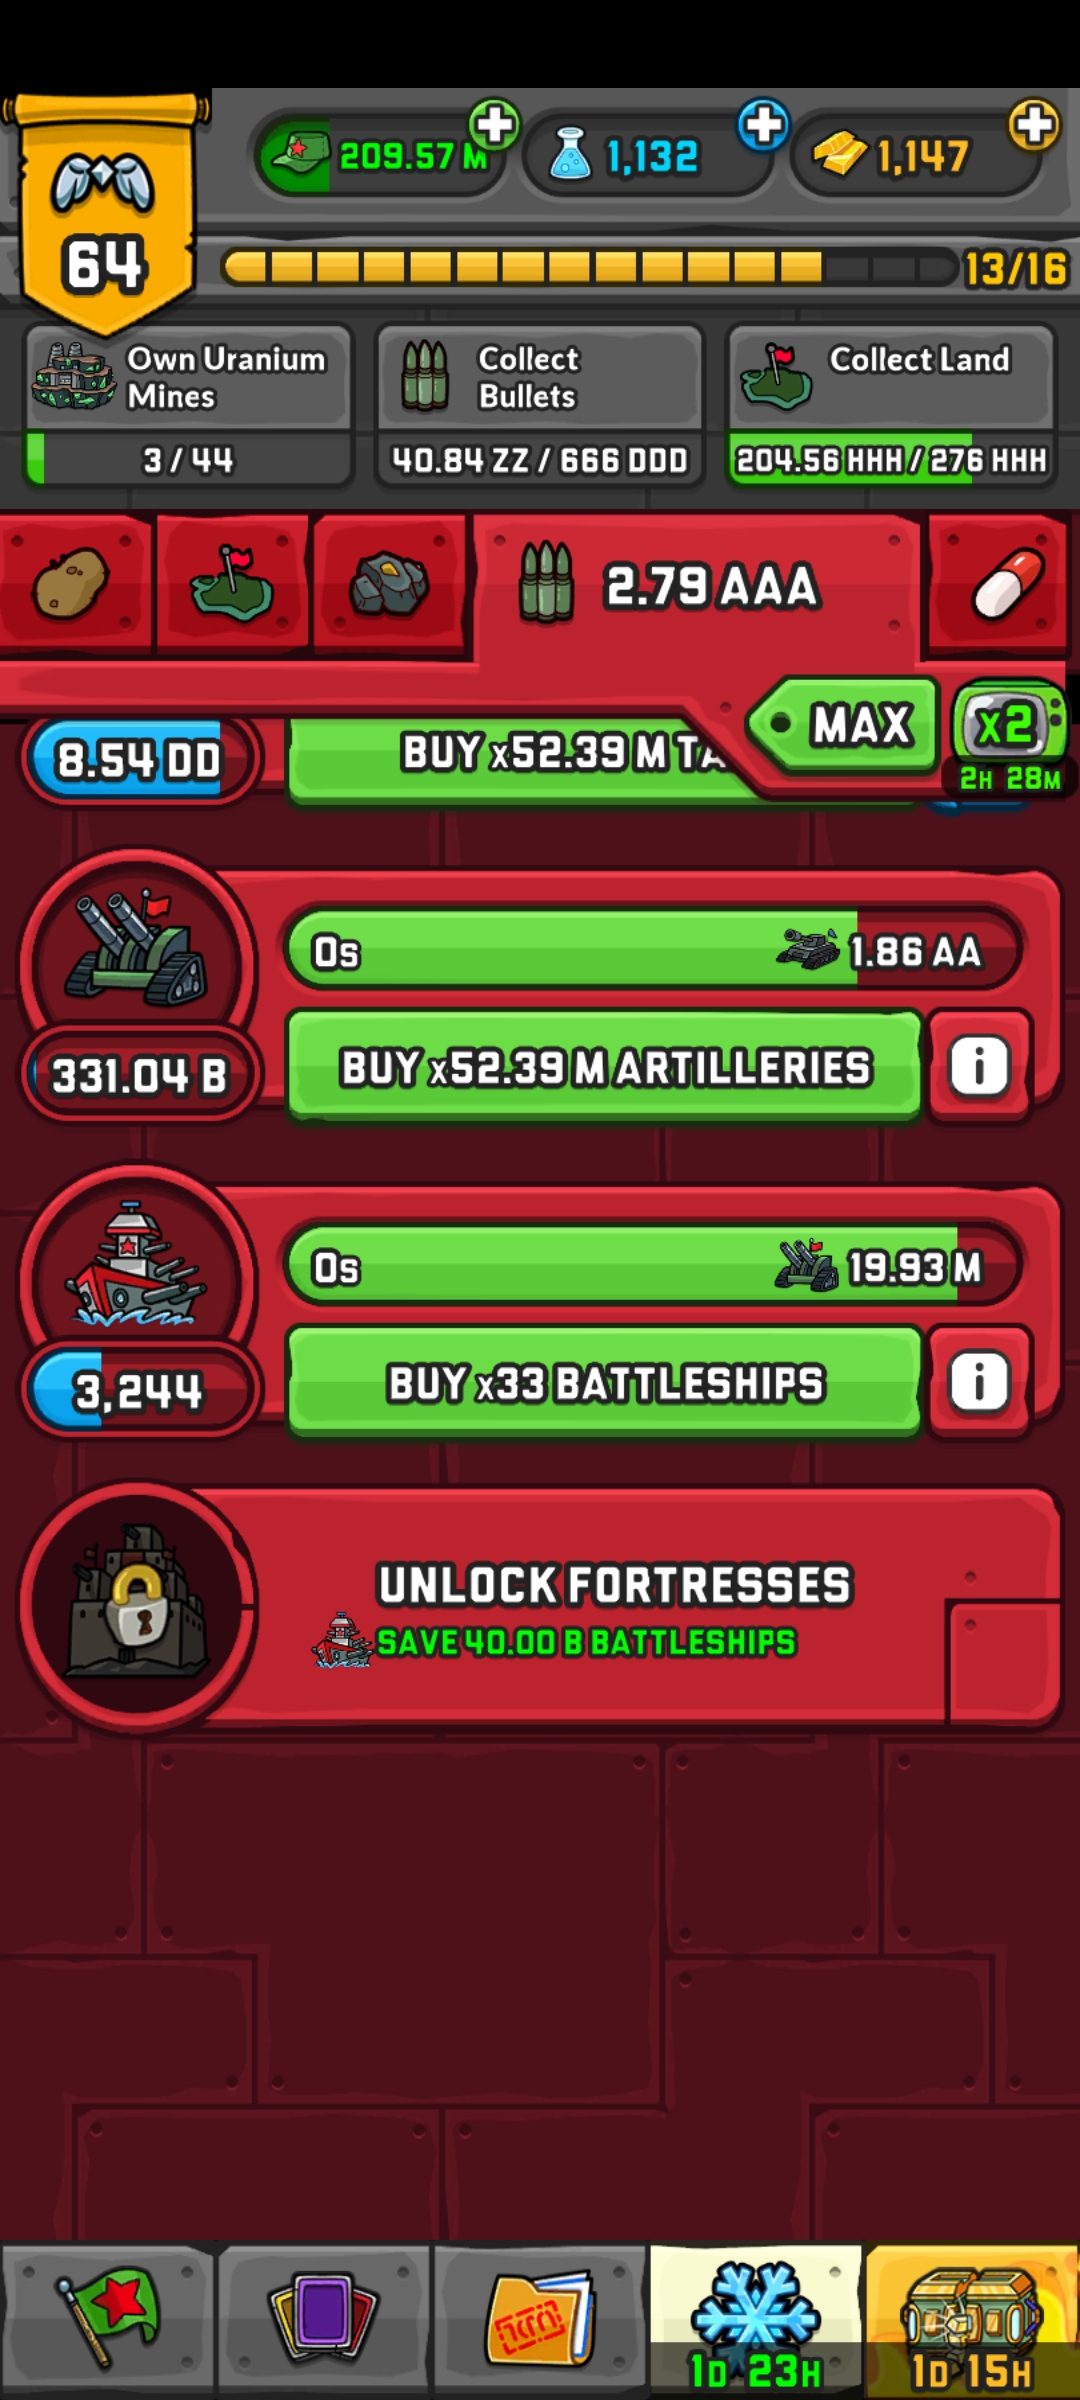 209.57 M
1,132
1,147
64
13/16
Own Uranium
Mines
3 / 44
Collect
Bullets
40.84 ZZ / 666 DDD
Collect Land
204.56 HHH / 276 HHH
2.79 AAA
MAX
x2
2H 28M
8.54 DD
BUY x52.39 M TA
0s
1.86 AA
331.04 B
BUY x52.39 M ARTILLERIES
i
0s
19.93 M
3,244
BUY x33 BATTLESHIPS
i
UNLOCK FORTRESSES
SAVE 40.00 B BATTLESHIPS
1D 23H
1D 15H